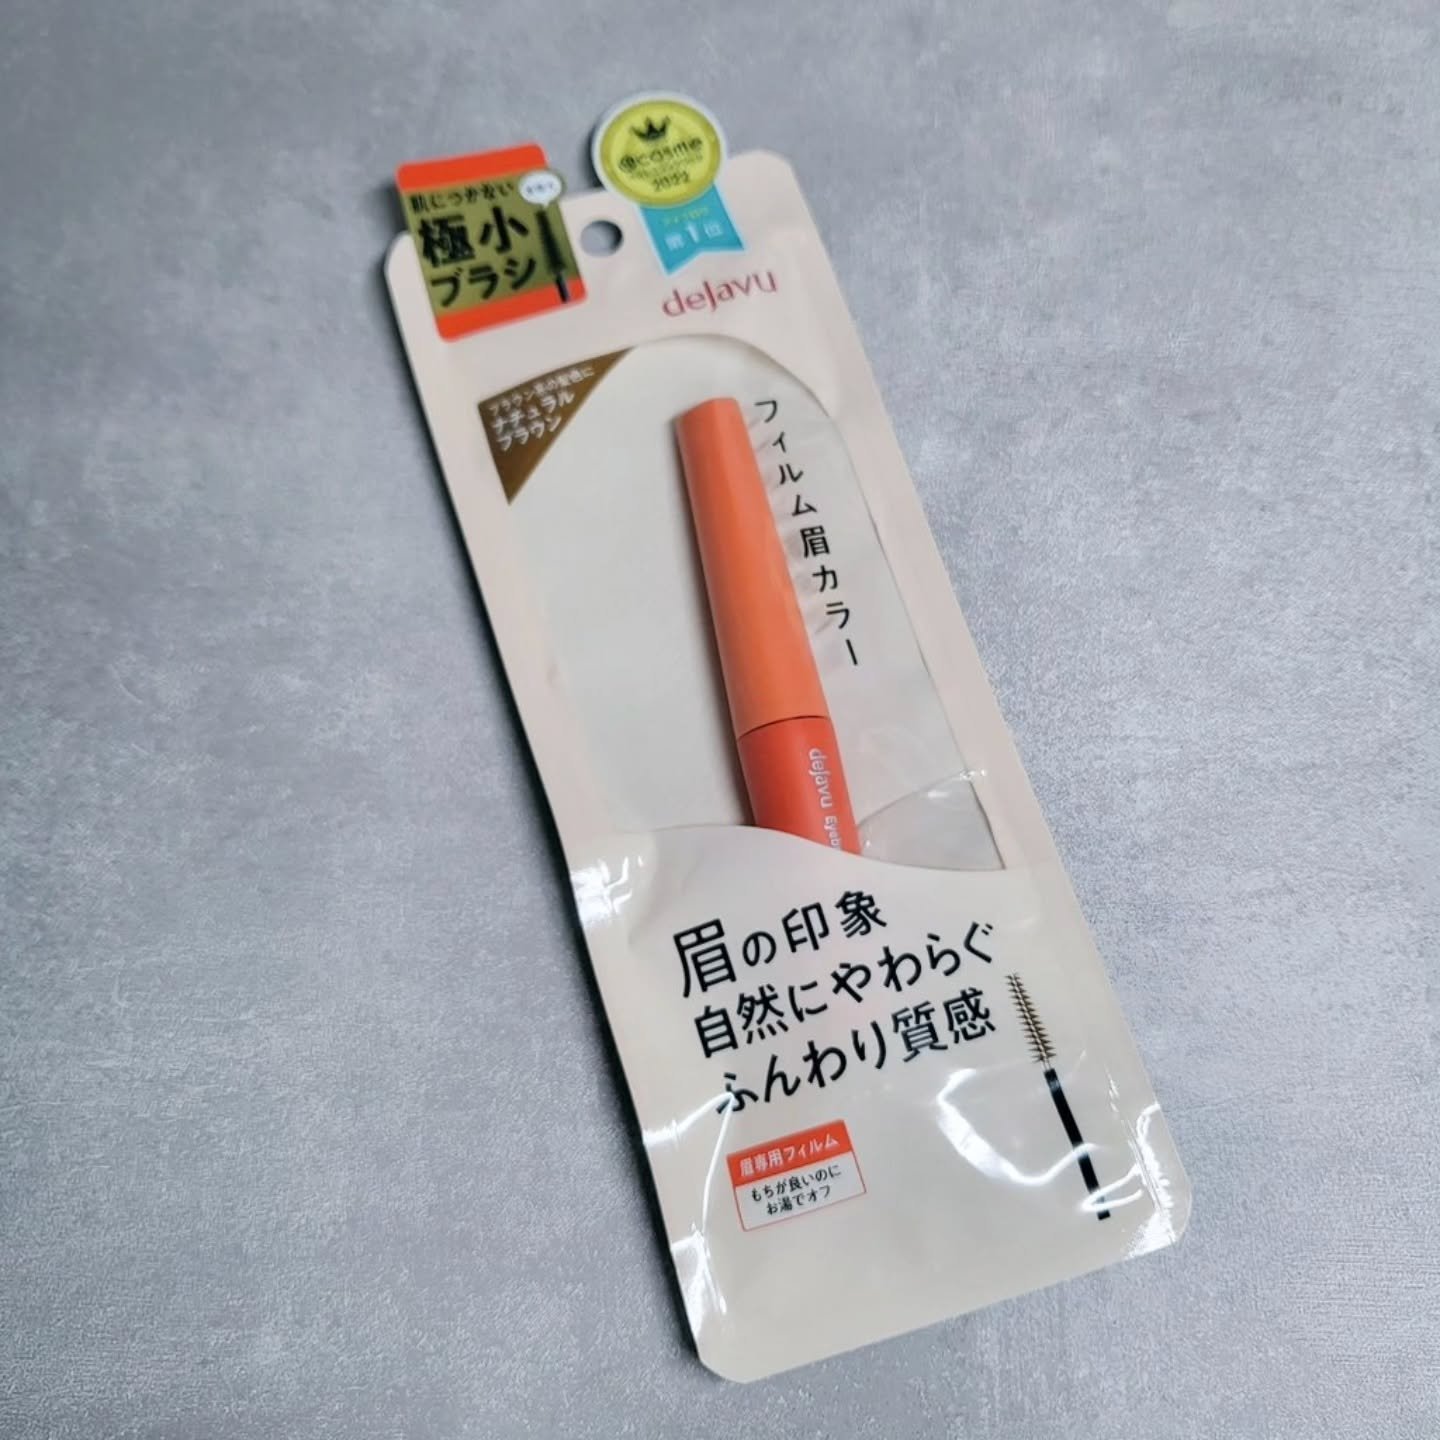 肌につかない
極小
ブラシ
@cosme
2022
第1位
dejavu
ブラウン系の髪色に
ナチュラル
ブラウン
フィルム眉カラー
dejavu Eyeb
眉の印象
自然にやわらぐ
ふんわり質感
眉専用フィルム
もちが良いのに
お湯でオフ